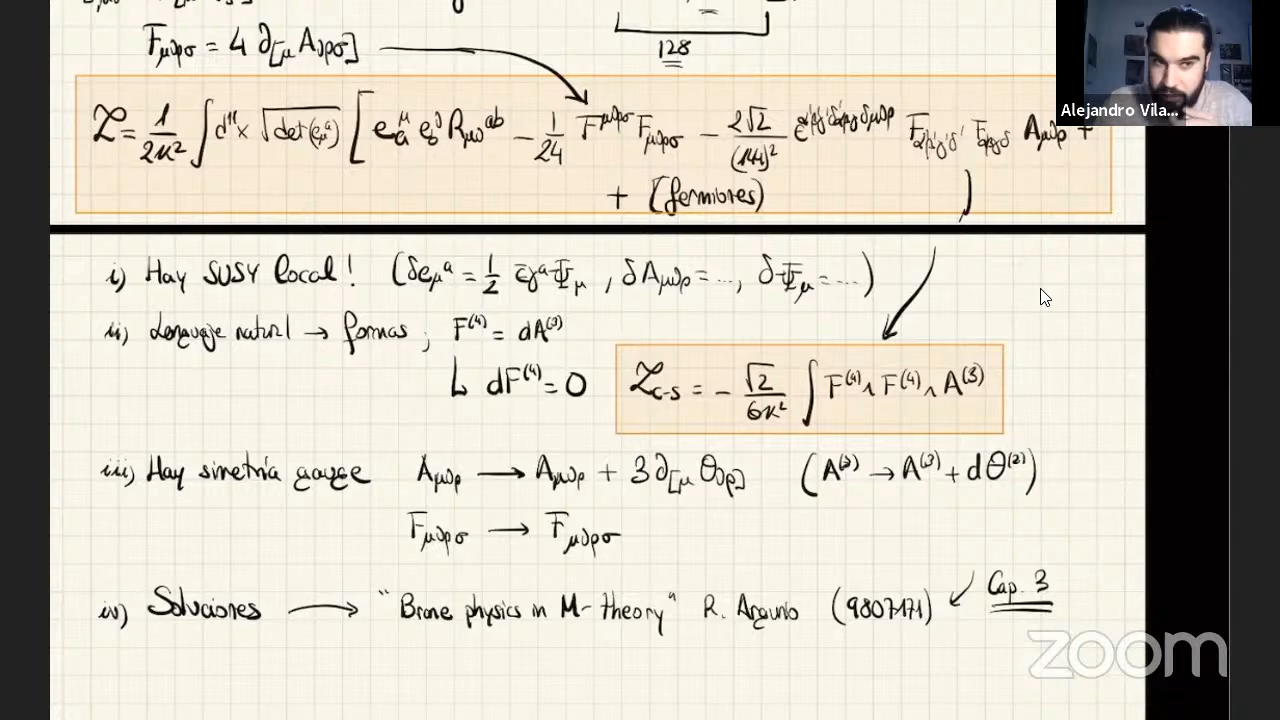 F_{μνρσ} = 4 ∂_{[μ} A_{νρσ]}
128
Alejandro Vila...
ℒ = 1/2κ² ∫ d¹¹x √det(e_μ^a) [ e_a^μ e_b^ν R_{μν}^{ab} − 1/24 F^{μνρσ} F_{μνρσ} − 2√2/(144)² ε^{α'β'γ'δ'αβγδμνρ} F_{α'β'γ'δ'} F_{αβγδ} A_{μνρ} +
+ (fermiones) ]
i) Hay SUSY local! (δe_μ^a = 1/2 ε̄γ^aΨ_μ , δA_{μνρ} = ..., δΨ_μ = ...)
ii) Lenguaje natural → formas ; F⁽⁴⁾ = dA⁽³⁾
↳ dF⁽⁴⁾ = 0
ℒ_{C-S} = − √2/6κ² ∫ F⁽⁴⁾ ∧ F⁽⁴⁾ ∧ A⁽³⁾
iii) Hay simetría gauge A_{μνρ} → A_{μνρ} + 3 ∂_{[μ} θ_{νρ]} (A⁽³⁾ → A⁽³⁾ + dθ⁽²⁾)
F_{μνρσ} → F_{μνρσ}
iv) Soluciones → "Brane physics in M-theory" R. Argurio (9807171) ↙ Cap. 3
zoom